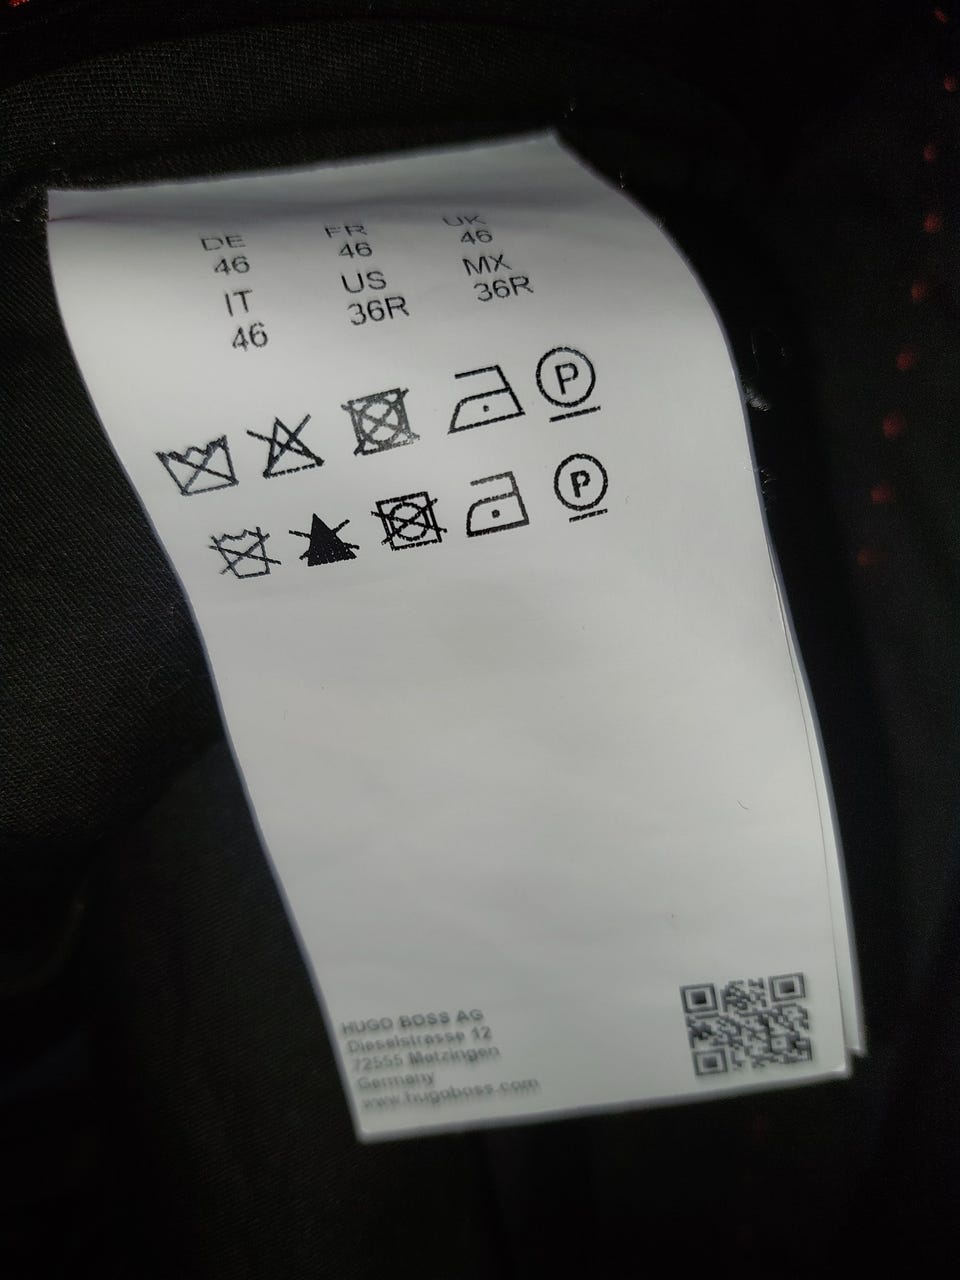 DE FR UK
46 46 46
IT US MX
46 36R 36R
P
P
HUGO BOSS AG
Dieselstrasse 12
72555 Metzingen
Germany
www.hugoboss.com